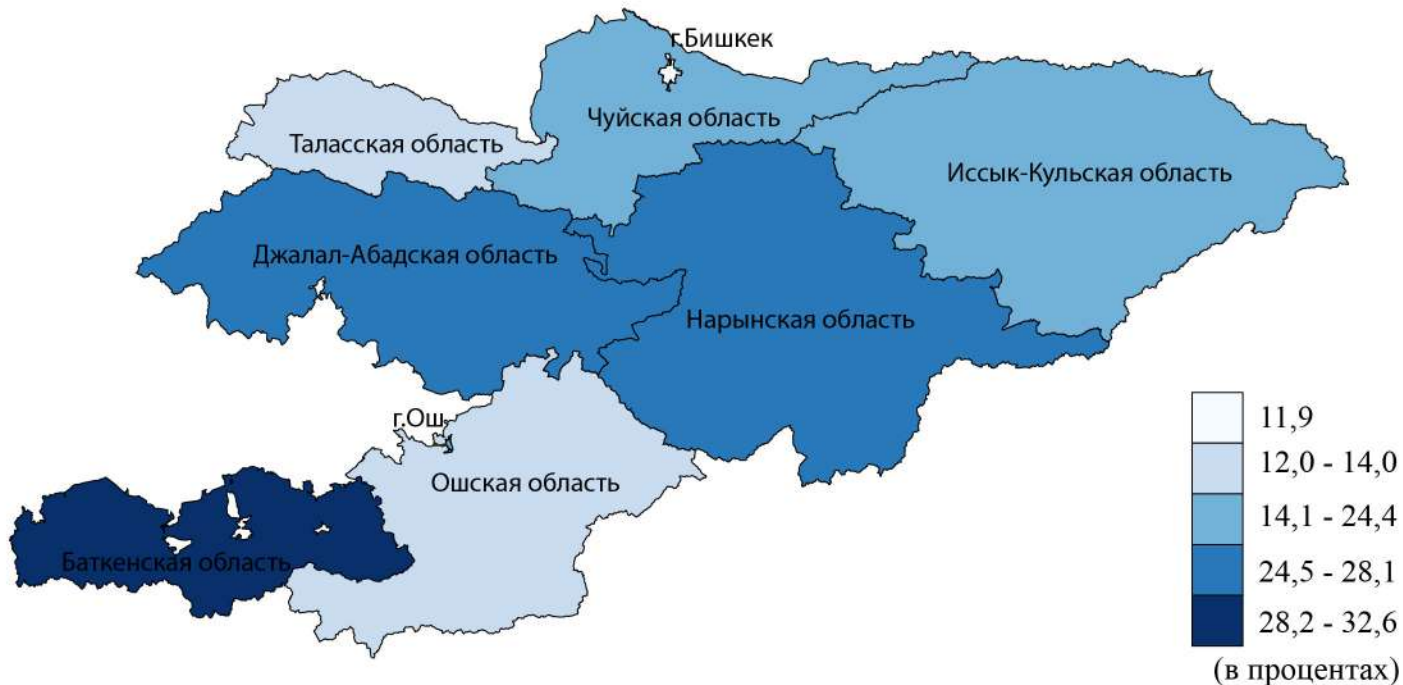 г.Бишкек
Чуйская область
Таласская область
Иссык-Кульская область
Джалал-Абадская область
Нарынская область
г.Ош
Ошская область
Баткенская область
11,9
12,0 - 14,0
14,1 - 24,4
24,5 - 28,1
28,2 - 32,6
(в процентах)